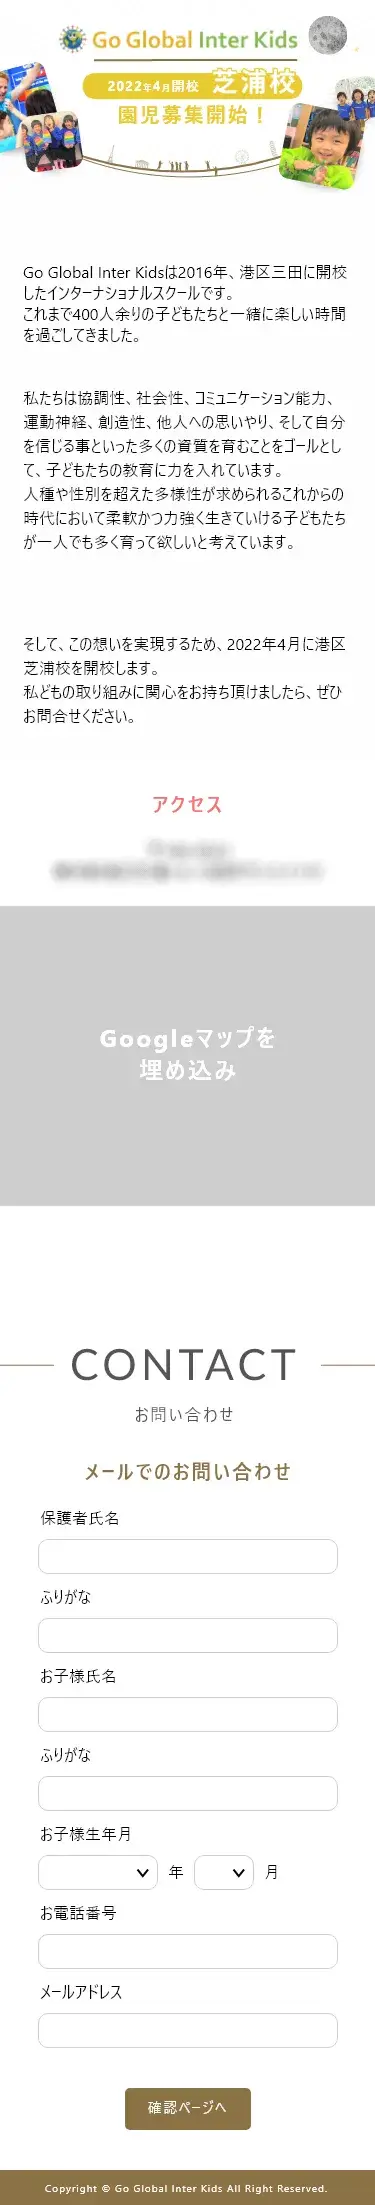 Go Global Inter Kids
2022年4月開校 芝浦校
園児募集開始！
Go Global Inter Kidsは2016年、港区三田に開校
したインターナショナルスクールです。
これまで400人余りの子どもたちと一緒に楽しい時間
を過ごしてきました。
私たちは協調性、社会性、コミュニケーション能力、
運動神経、創造性、他人への思いやり、そして自分
を信じる事といった多くの資質を育むことをゴールとし
て、子どもたちの教育に力を入れています。
人種や性別を超えた多様性が求められるこれからの
時代において柔軟かつ力強く生きていける子どもたち
が一人でも多く育って欲しいと考えています。
そして、この想いを実現するため、2022年4月に港区
芝浦校を開校します。
私どもの取り組みに関心をお持ち頂けましたら、ぜひ
お問合せください。
アクセス
Googleマップを
埋め込み
CONTACT
お問い合わせ
メールでのお問い合わせ
保護者氏名
ふりがな
お子様氏名
ふりがな
お子様生年月
年 月
お電話番号
メールアドレス
確認ページへ
Copyright © Go Global Inter Kids All Right Reserved.